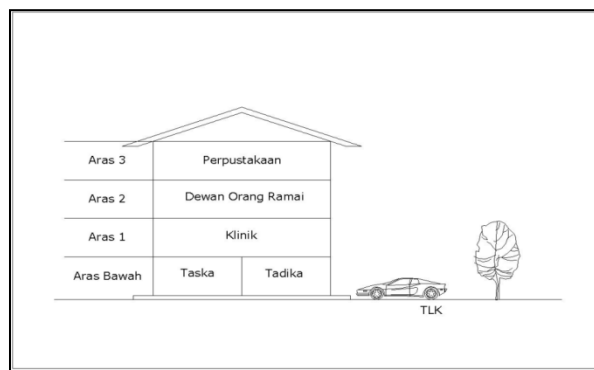 Aras 3 Perpustakaan
Aras 2 Dewan Orang Ramai
Aras 1 Klinik
Aras Bawah Taska Tadika
TLK